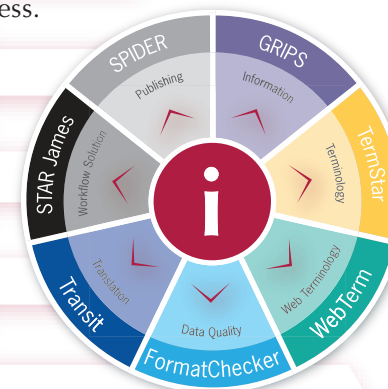 ess.
SPIDER
Publishing
GRIPS
Information
TermStar
Terminology
WebTerm
Web Terminology
FormatChecker
Data Quality
Transit
Translation
STAR James
Workflow Solution
i